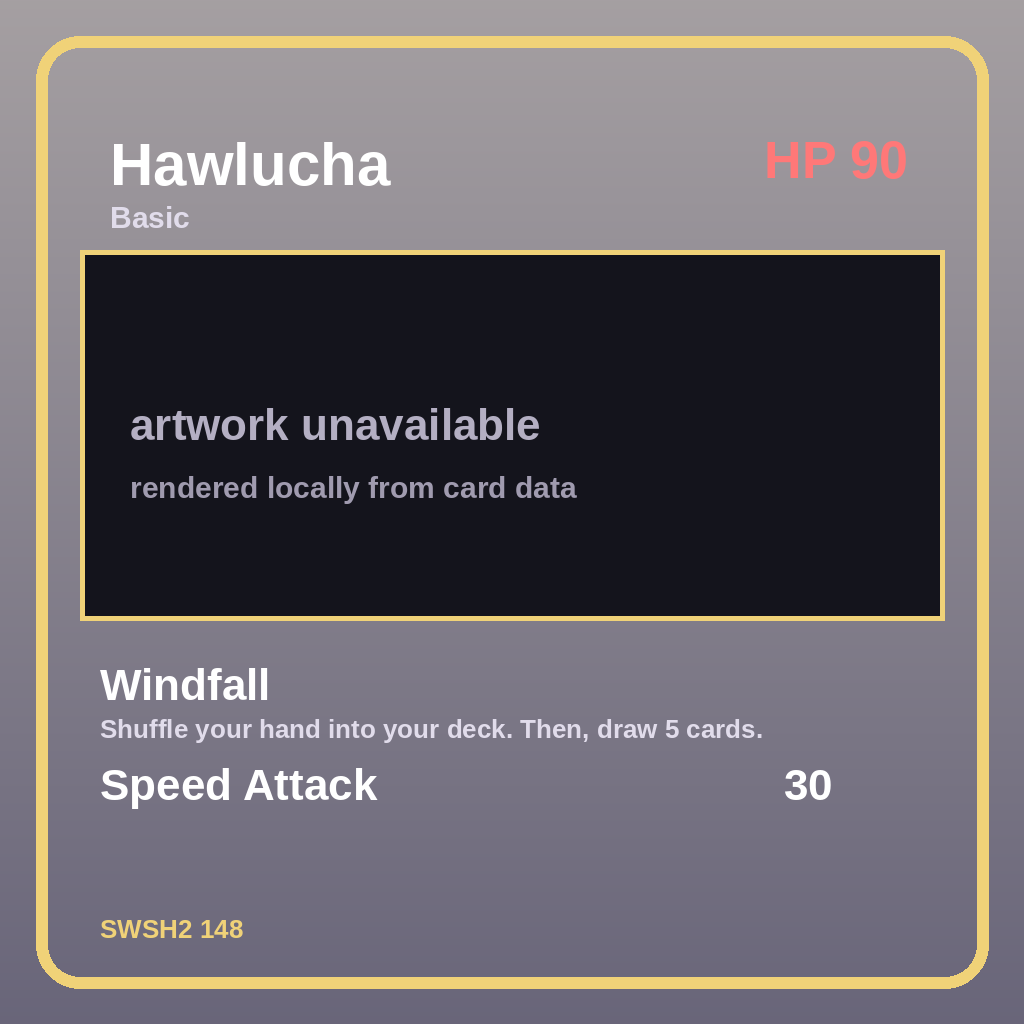 Hawlucha
HP 90
Basic
artwork unavailable
rendered locally from card data
Windfall
Shuffle your hand into your deck. Then, draw 5 cards.
Speed Attack 30
SWSH2 148